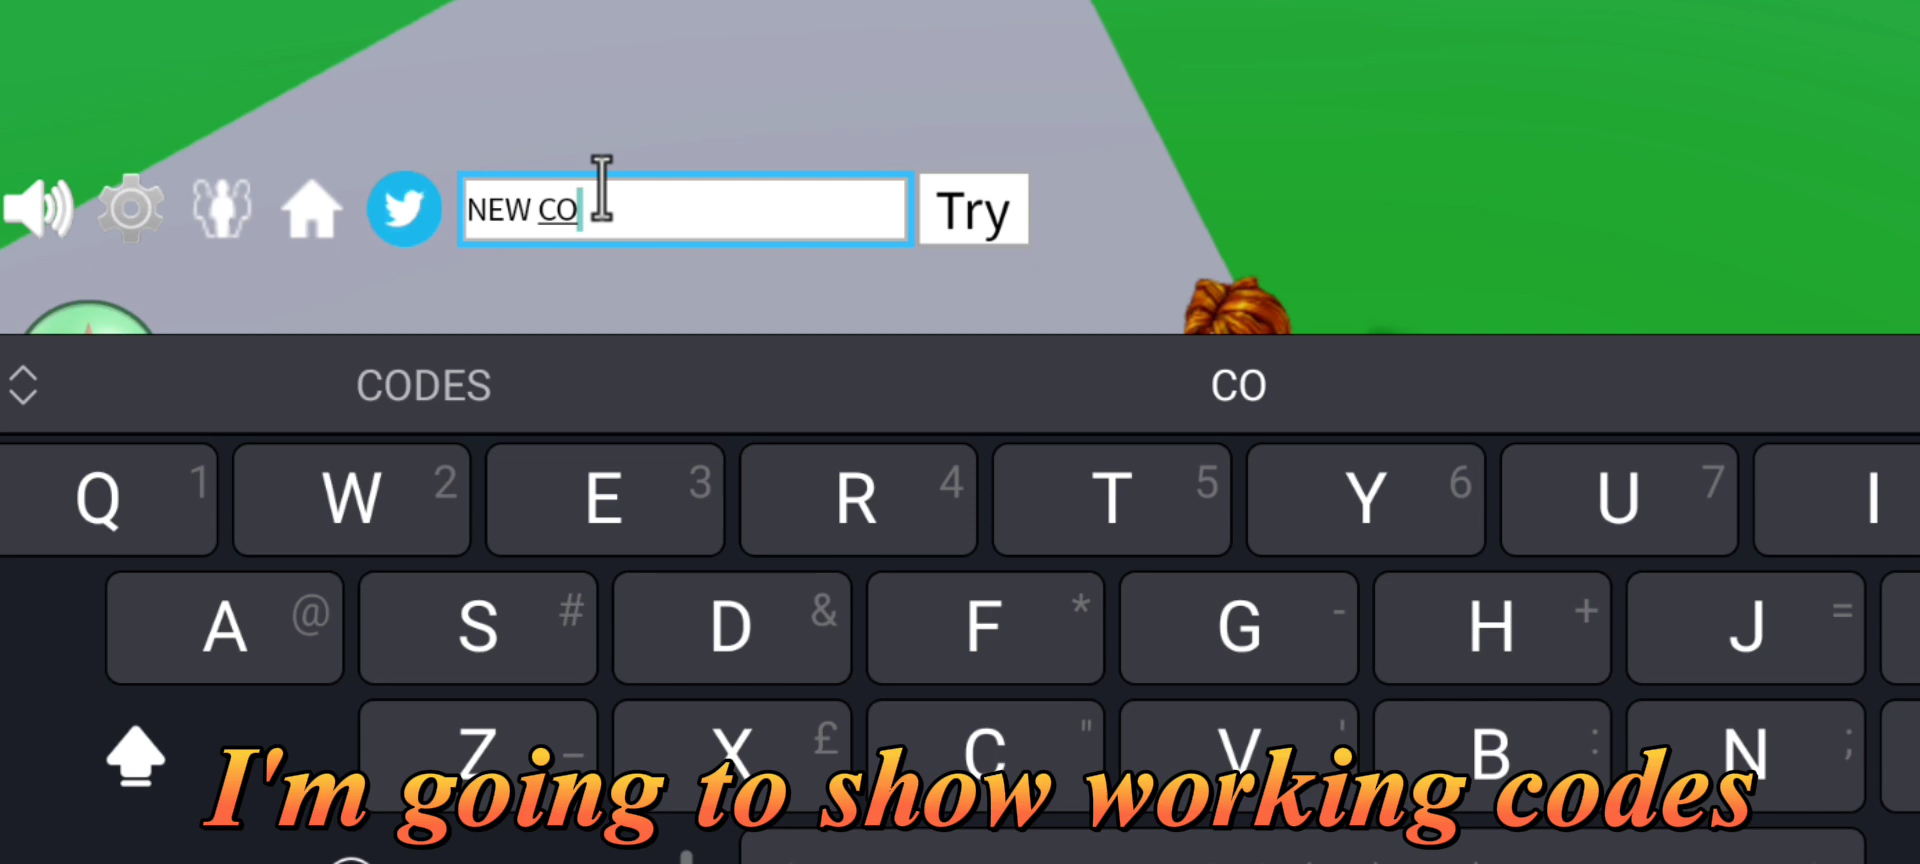 NEW CO
Try
CODES
CO
Q 1 W 2 E 3 R 4 T 5 Y 6 U 7 I
A @ S # D & F * G - H + J =
Z _ X £ C " V ' B : N ;
I'm going to show working codes